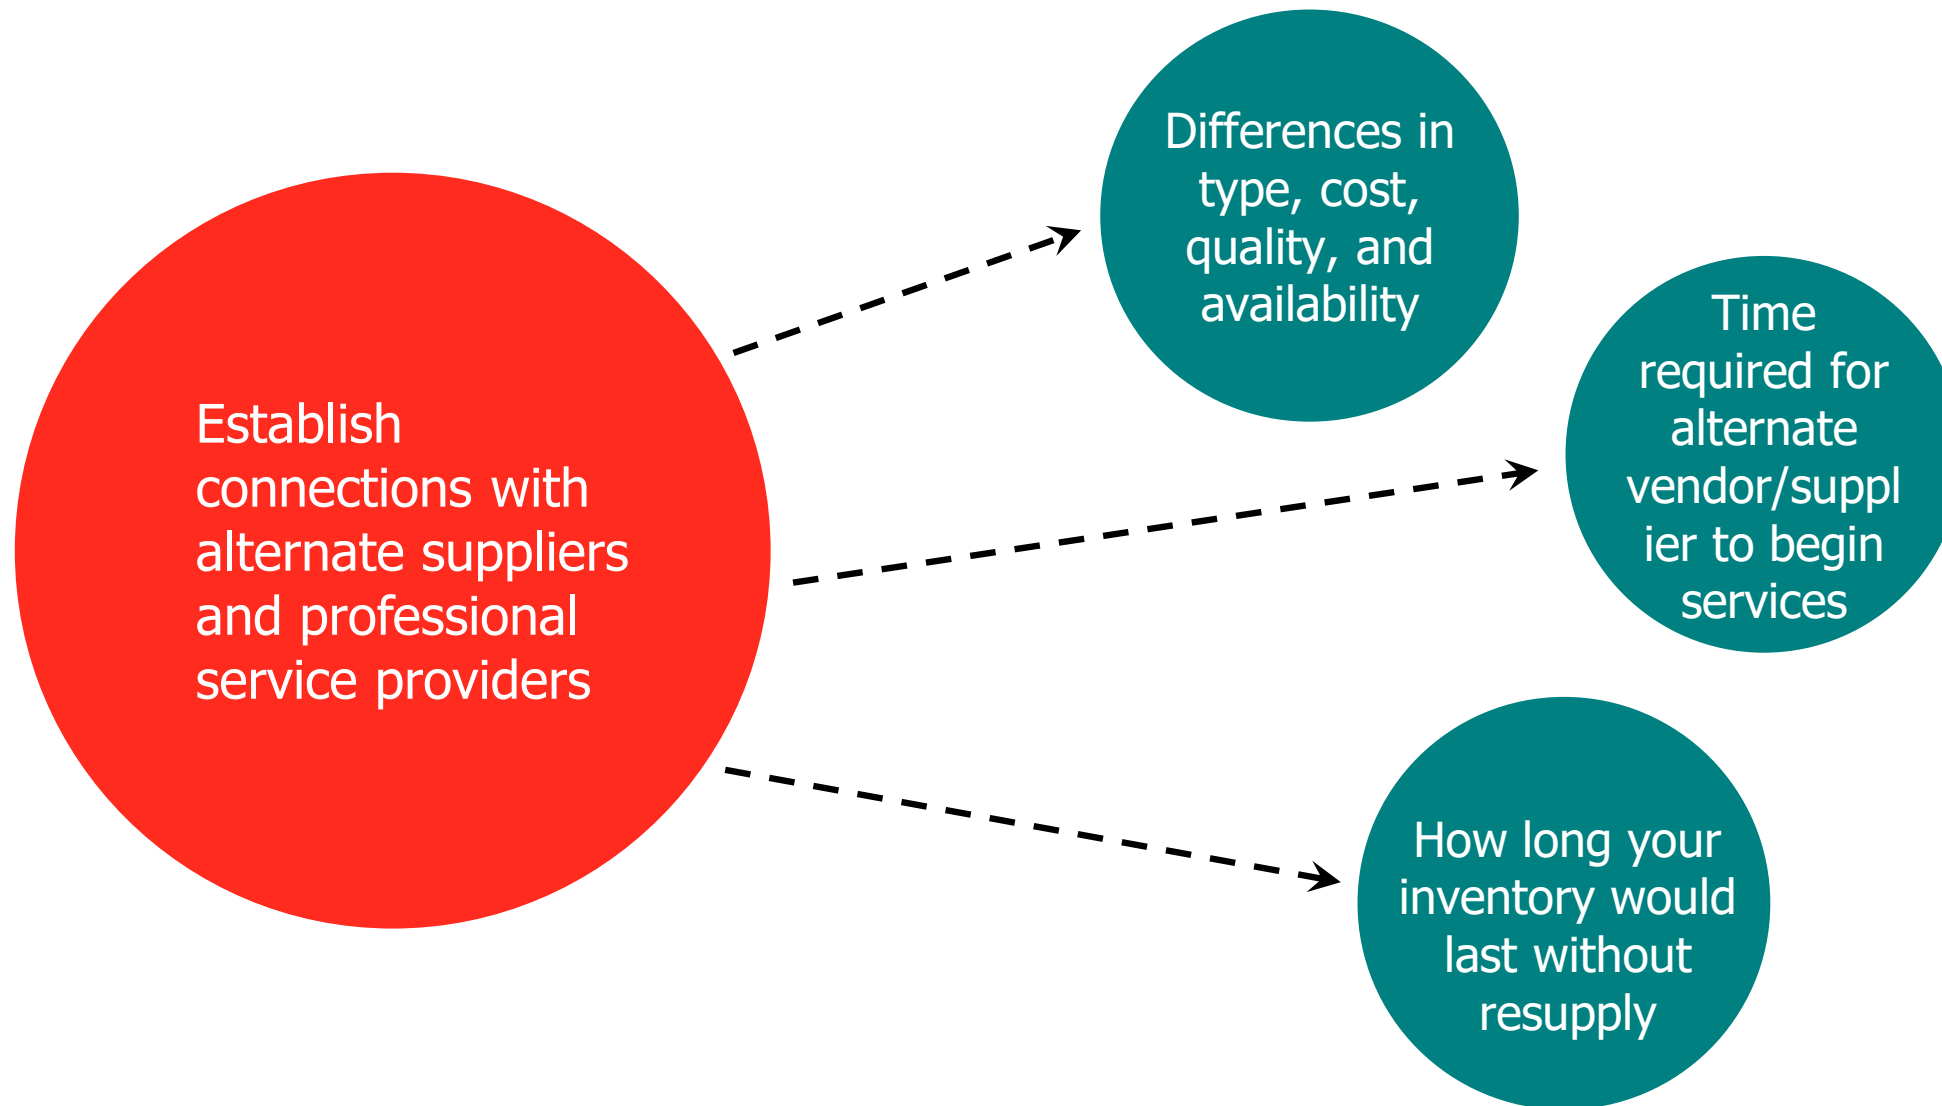 Establish
connections with
alternate suppliers
and professional
service providers
Differences in
type, cost,
quality, and
availability
Time
required for
alternate
vendor/suppl
ier to begin
services
How long your
inventory would
last without
resupply